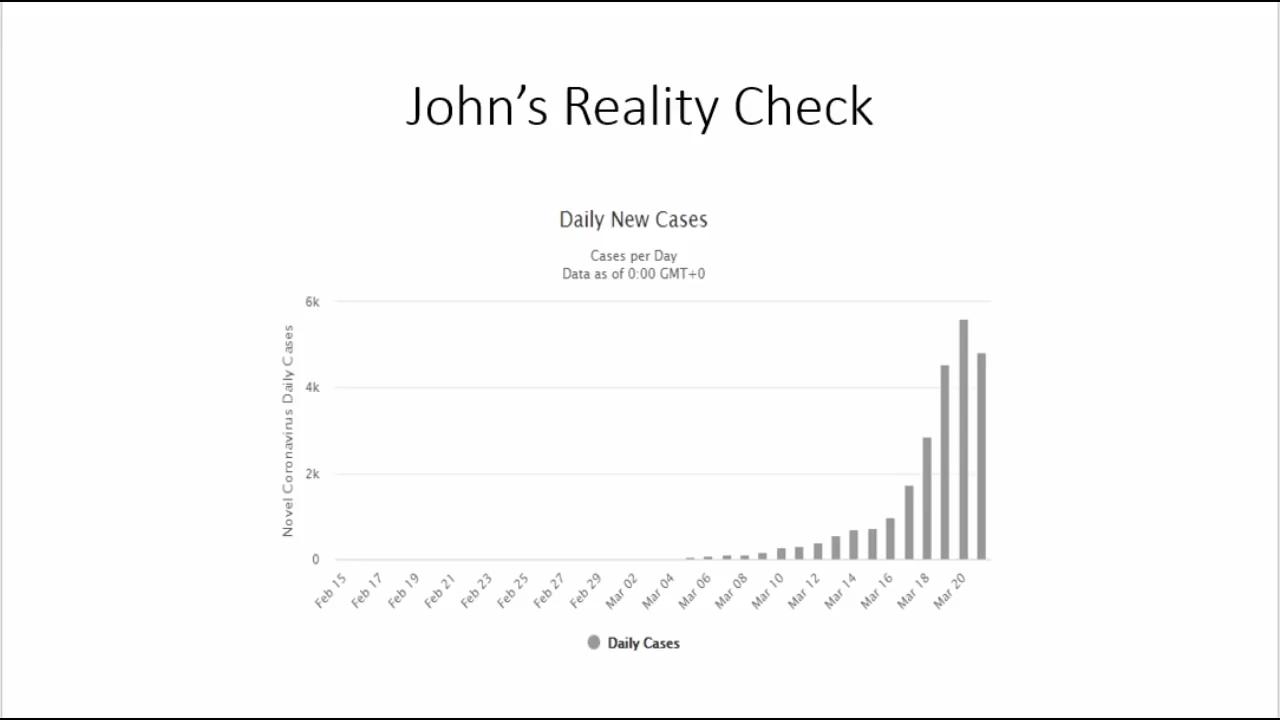 John's Reality Check
Daily New Cases
Cases per Day
Data as of 0:00 GMT+0
Novel Coronavirus Daily Cases
6k
4k
2k
0
Feb 15
Feb 17
Feb 19
Feb 21
Feb 23
Feb 25
Feb 27
Feb 29
Mar 02
Mar 04
Mar 06
Mar 08
Mar 10
Mar 12
Mar 14
Mar 16
Mar 18
Mar 20
Daily Cases